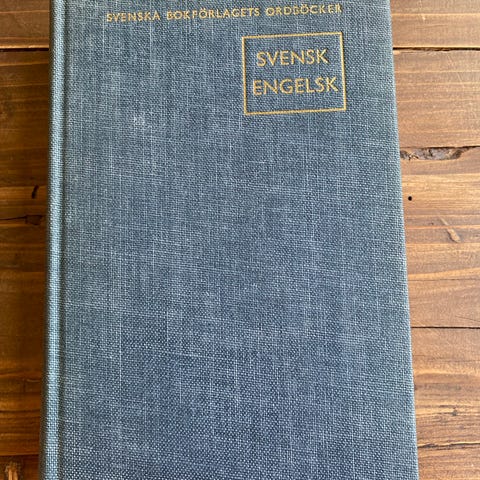 SVENSKA BOKFÖRLAGETS ORDBÖCKER
SVENSK
ENGELSK